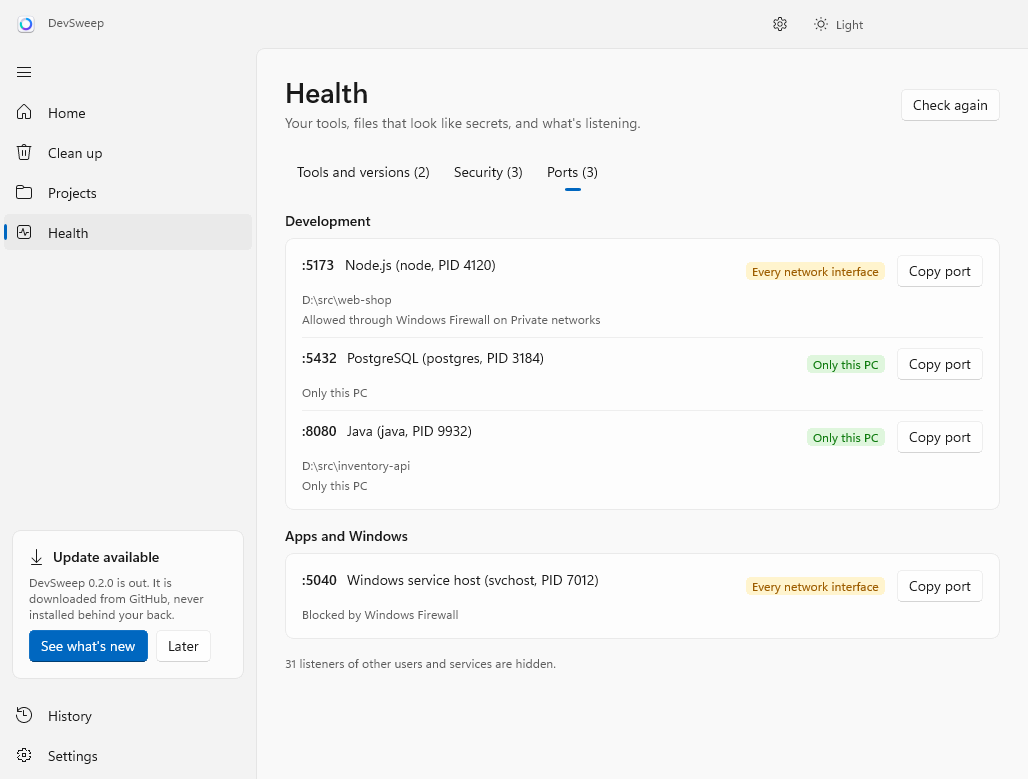 DevSweep
Light
Home
Clean up
Projects
Health
Update available
DevSweep 0.2.0 is out. It is
downloaded from GitHub, never
installed behind your back.
See what's new
Later
History
Settings
Health
Your tools, files that look like secrets, and what's listening.
Check again
Tools and versions (2)
Security (3)
Ports (3)
Development
:5173 Node.js (node, PID 4120)
Every network interface
Copy port
D:\src\web-shop
Allowed through Windows Firewall on Private networks
:5432 PostgreSQL (postgres, PID 3184)
Only this PC
Copy port
Only this PC
:8080 Java (java, PID 9932)
Only this PC
Copy port
D:\src\inventory-api
Only this PC
Apps and Windows
:5040 Windows service host (svchost, PID 7012)
Every network interface
Copy port
Blocked by Windows Firewall
31 listeners of other users and services are hidden.